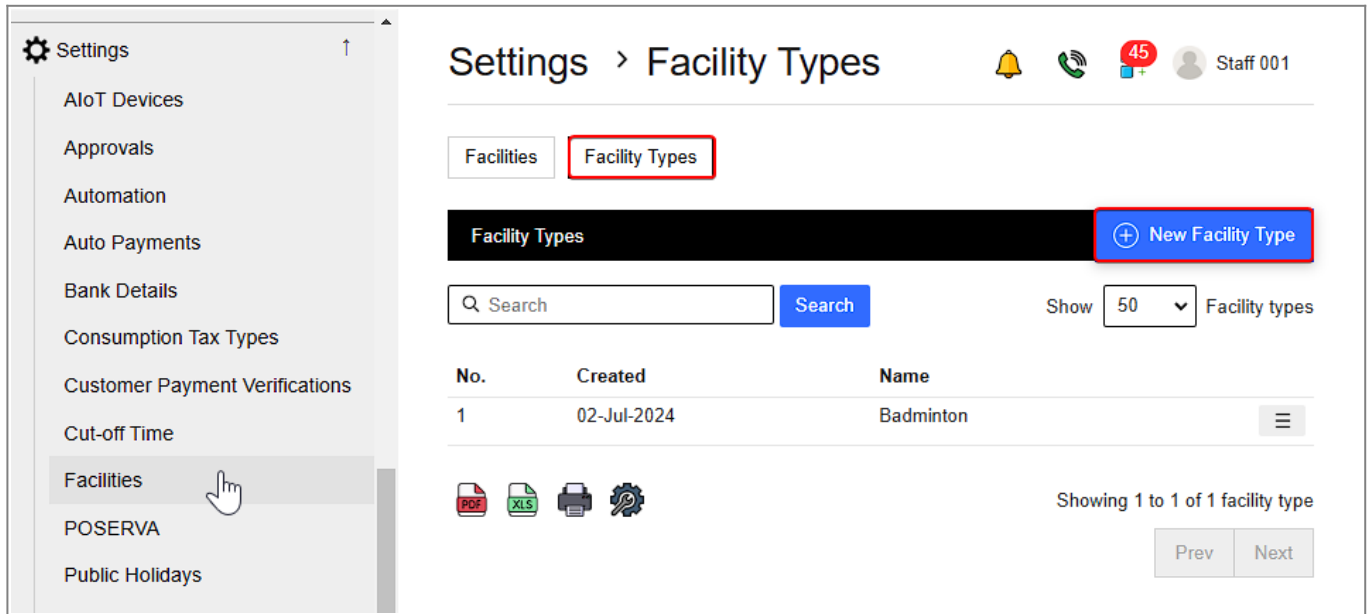 Settings ↑
AIoT Devices
Approvals
Automation
Auto Payments
Bank Details
Consumption Tax Types
Customer Payment Verifications
Cut-off Time
Facilities
POSERVA
Public Holidays
Settings > Facility Types
45
Staff 001
Facilities
Facility Types
Facility Types
New Facility Type
Search
Search
Show 50 Facility types
No. Created Name
1 02-Jul-2024 Badminton
PDF XLS
Showing 1 to 1 of 1 facility type
Prev Next